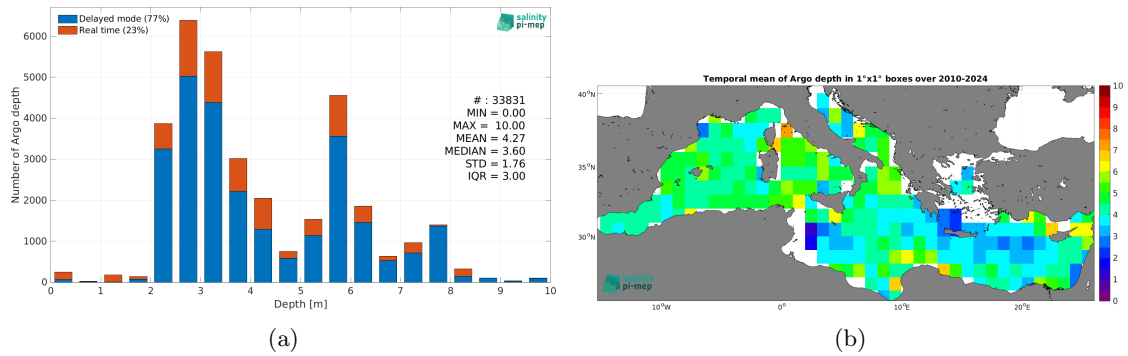 Delayed mode (77%)
Real time (23%)
salinity
pi-mep
# : 33831
MIN = 0.00
MAX = 10.00
MEAN = 4.27
MEDIAN = 3.60
STD = 1.76
IQR = 3.00
Number of Argo depth
6000
5000
4000
3000
2000
1000
0
0 1 2 3 4 5 6 7 8 9 10
Depth [m]
(a)
Temporal mean of Argo depth in 1°x1° boxes over 2010-2024
40°N
35°N
30°N
10°W 0° 10°E 20°E
salinity
pi-mep
10
9
8
7
6
5
4
3
2
1
0
(b)